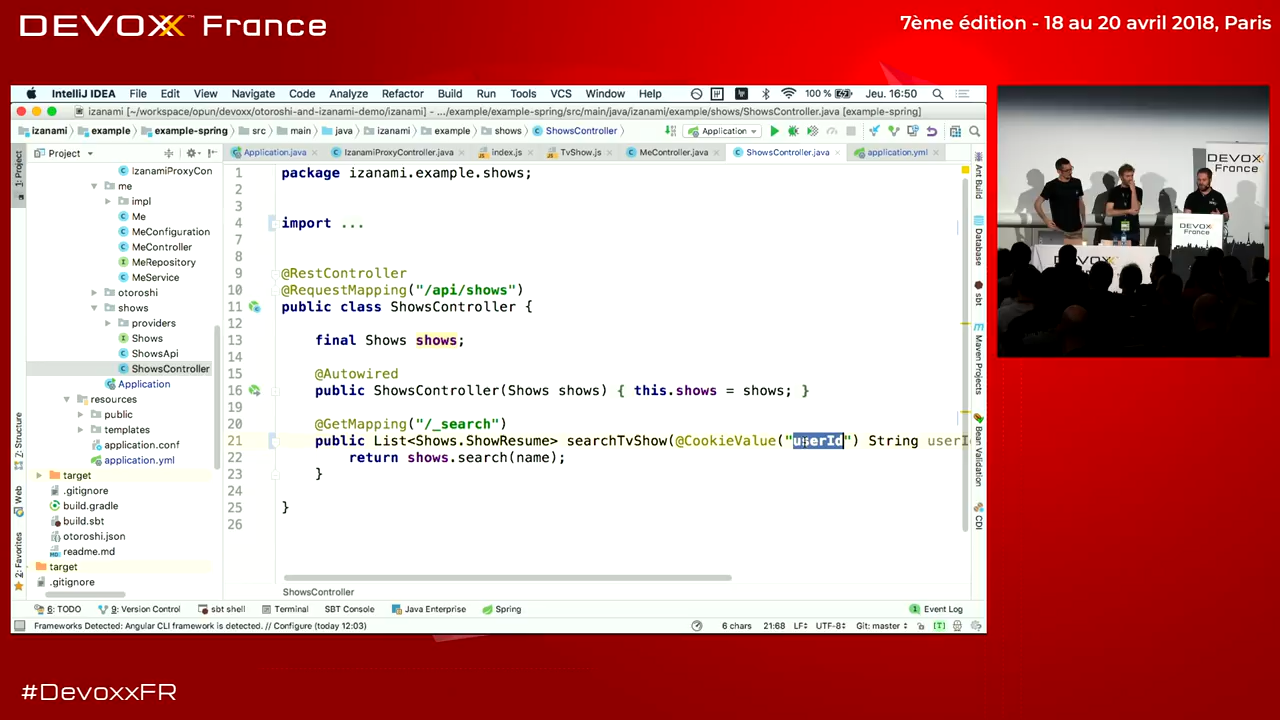 DEVOXX™ France
7ème édition - 18 au 20 avril 2018, Paris
IntelliJ IDEA File Edit View Navigate Code Analyze Refactor Build Run Tools VCS Window Help 100 % Jeu. 16:50
izanami [~/workspace/opun/devoxx/otoroshi-and-izanami-demo/izanami] - .../example/example-spring/src/main/java/izanami/example/shows/ShowsController.java [example-spring]
izanami example example-spring src main java izanami example shows ShowsController Application
Project
Application.java IzanamiProxyController.java index.js TvShow.js MeController.java ShowsController.java application.yml
1: Project
Z: Structure
Web
2: Favorites
IzanamiProxyCon
me
impl
Me
MeConfiguration
MeController
MeRepository
MeService
otoroshi
shows
providers
Shows
ShowsApi
ShowsController
Application
resources
public
templates
application.conf
application.yml
target
.gitignore
build.gradle
build.sbt
otoroshi.json
readme.md
target
.gitignore
1 package izanami.example.shows;
2
3
4 import ...
7
8
9 @RestController
10 @RequestMapping("/api/shows")
11 public class ShowsController {
12
13 final Shows shows;
14
15 @Autowired
16 public ShowsController(Shows shows) { this.shows = shows; }
19
20 @GetMapping("/_search")
21 public List<Shows.ShowResume> searchTvShow(@CookieValue("userId") String userId
22 return shows.search(name);
23 }
24
25 }
26
ShowsController
Ant Build
Database
sbt
Maven Projects
Bean Validation
CDI
6: TODO 9: Version Control sbt shell Terminal SBT Console Java Enterprise Spring 1 Event Log
Frameworks Detected: Angular CLI framework is detected. // Configure (today 12:03) 6 chars 21:68 LF÷ UTF-8÷ Git: master÷ [T]
DEVOXX
France
DEVOXX
France
DEVOXX
#DevoxxFR